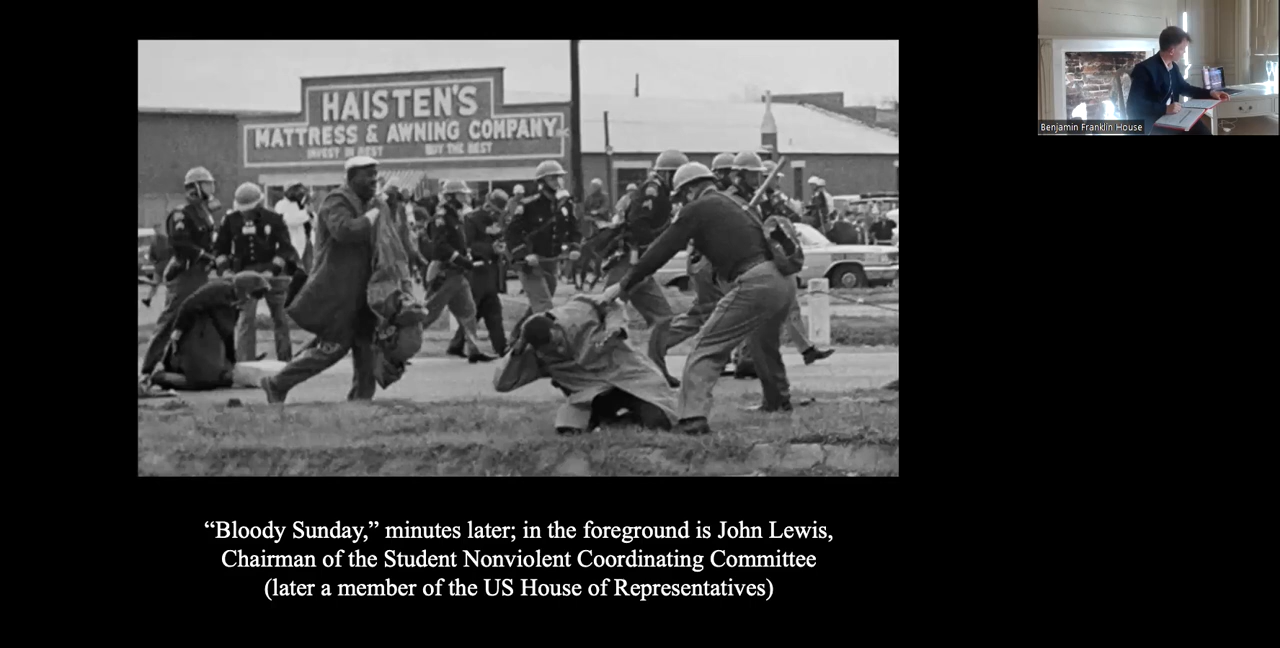 HAISTEN'S
MATTRESS & AWNING COMPANY
INVEST IN REST BUY THE BEST
Benjamin Franklin House
“Bloody Sunday,” minutes later; in the foreground is John Lewis,
Chairman of the Student Nonviolent Coordinating Committee
(later a member of the US House of Representatives)